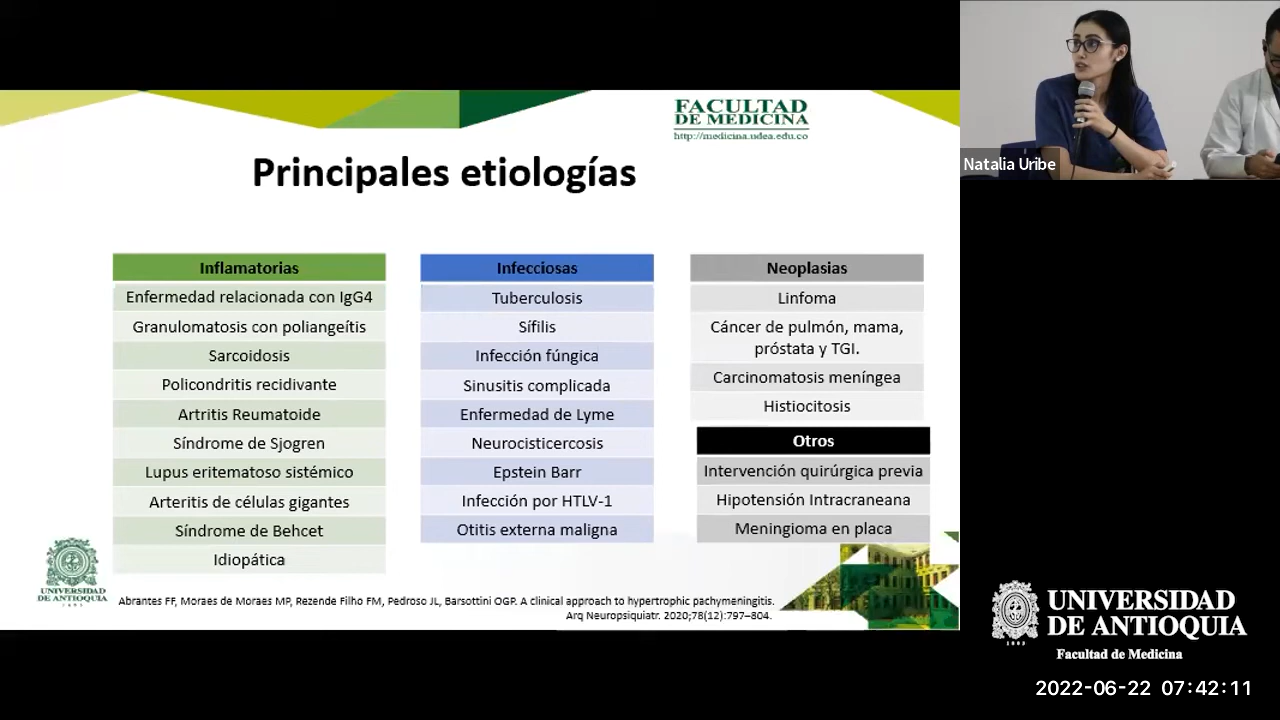 FACULTAD
DE MEDICINA
http://medicina.udea.edu.co
Principales etiologías
Inflamatorias
Enfermedad relacionada con IgG4
Granulomatosis con poliangeítis
Sarcoidosis
Policondritis recidivante
Artritis Reumatoide
Síndrome de Sjogren
Lupus eritematoso sistémico
Arteritis de células gigantes
Síndrome de Behcet
Idiopática
Infecciosas
Tuberculosis
Sífilis
Infección fúngica
Sinusitis complicada
Enfermedad de Lyme
Neurocisticercosis
Epstein Barr
Infección por HTLV-1
Otitis externa maligna
Neoplasias
Linfoma
Cáncer de pulmón, mama,
próstata y TGI.
Carcinomatosis meníngea
Histiocitosis
Otros
Intervención quirúrgica previa
Hipotensión Intracraneana
Meningioma en placa
UNIVERSIDAD
DE ANTIOQUIA
1803
Abrantes FF, Moraes de Moraes MP, Rezende Filho FM, Pedroso JL, Barsottini OGP. A clinical approach to hypertrophic pachymeningitis.
Arq Neuropsiquiatr. 2020;78(12):797–804.
Natalia Uribe
UNIVERSIDAD
DE ANTIOQUIA
1803
Facultad de Medicina
2022-06-22 07:42:11